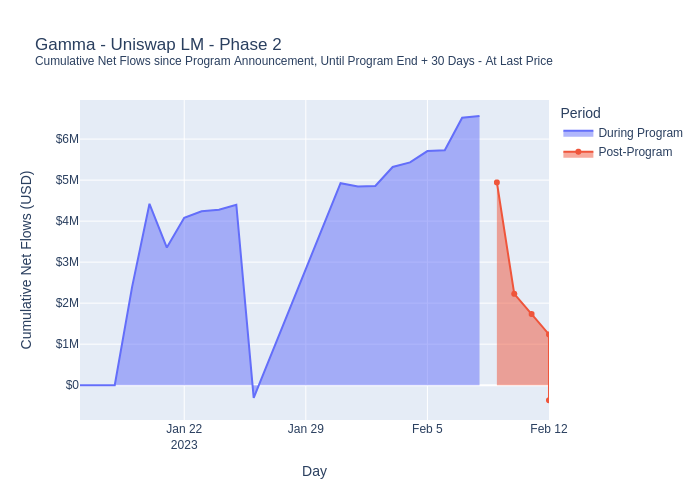 Gamma - Uniswap LM - Phase 2
Cumulative Net Flows since Program Announcement, Until Program End + 30 Days - At Last Price
Period
During Program
Post-Program
Cumulative Net Flows (USD)
$6M
$5M
$4M
$3M
$2M
$1M
$0
Jan 22
2023
Jan 29
Feb 5
Feb 12
Day